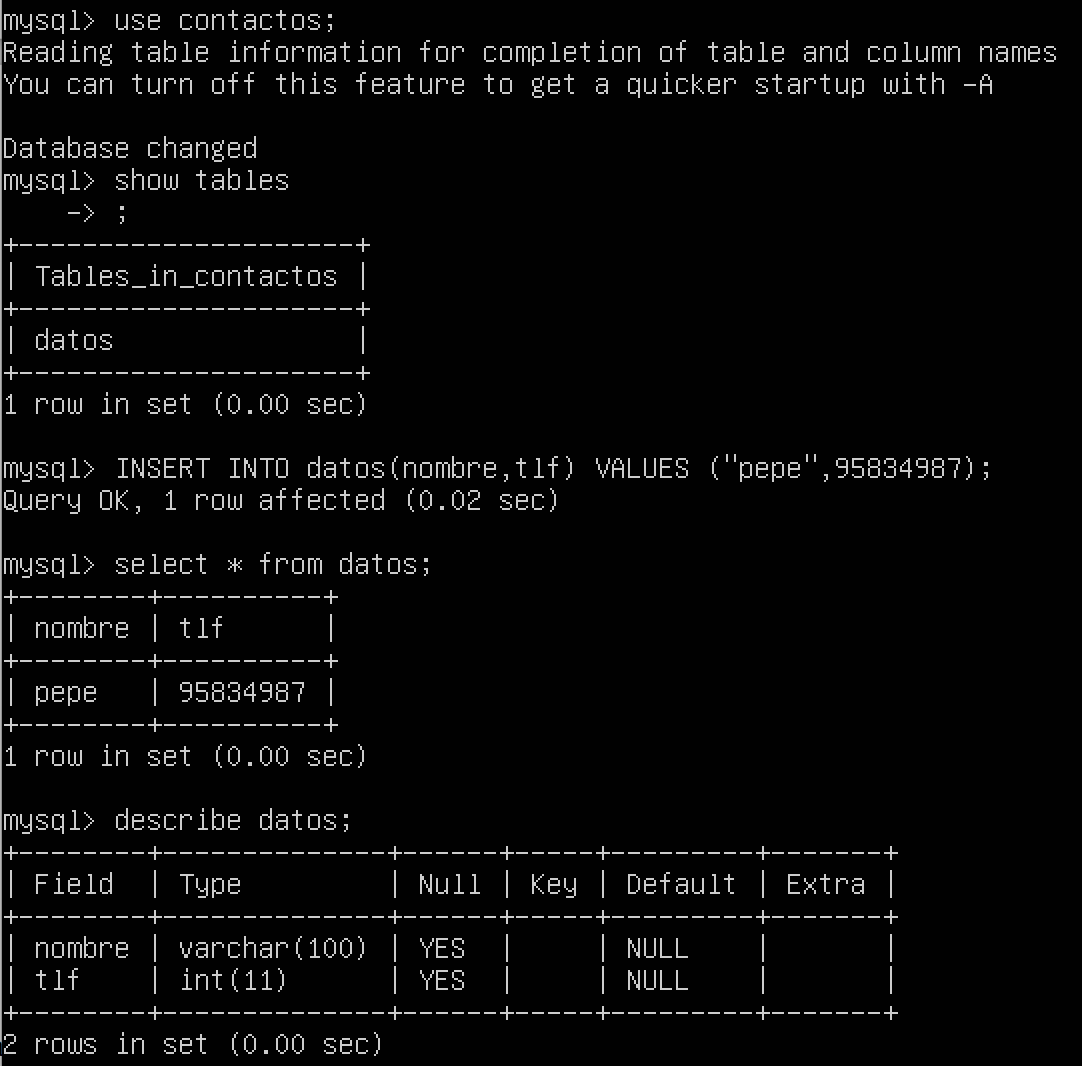 mysql> use contactos;
Reading table information for completion of table and column names
You can turn off this feature to get a quicker startup with -A

Database changed
mysql> show tables
    -> ;
+---------------------+
| Tables_in_contactos |
+---------------------+
| datos               |
+---------------------+
1 row in set (0.00 sec)

mysql> INSERT INTO datos(nombre,tlf) VALUES ("pepe",95834987);
Query OK, 1 row affected (0.02 sec)

mysql> select * from datos;
+--------+----------+
| nombre | tlf      |
+--------+----------+
| pepe   | 95834987 |
+--------+----------+
1 row in set (0.00 sec)

mysql> describe datos;
+--------+--------------+------+-----+---------+-------+
| Field  | Type         | Null | Key | Default | Extra |
+--------+--------------+------+-----+---------+-------+
| nombre | varchar(100) | YES  |     | NULL    |       |
| tlf    | int(11)      | YES  |     | NULL    |       |
+--------+--------------+------+-----+---------+-------+
2 rows in set (0.00 sec)